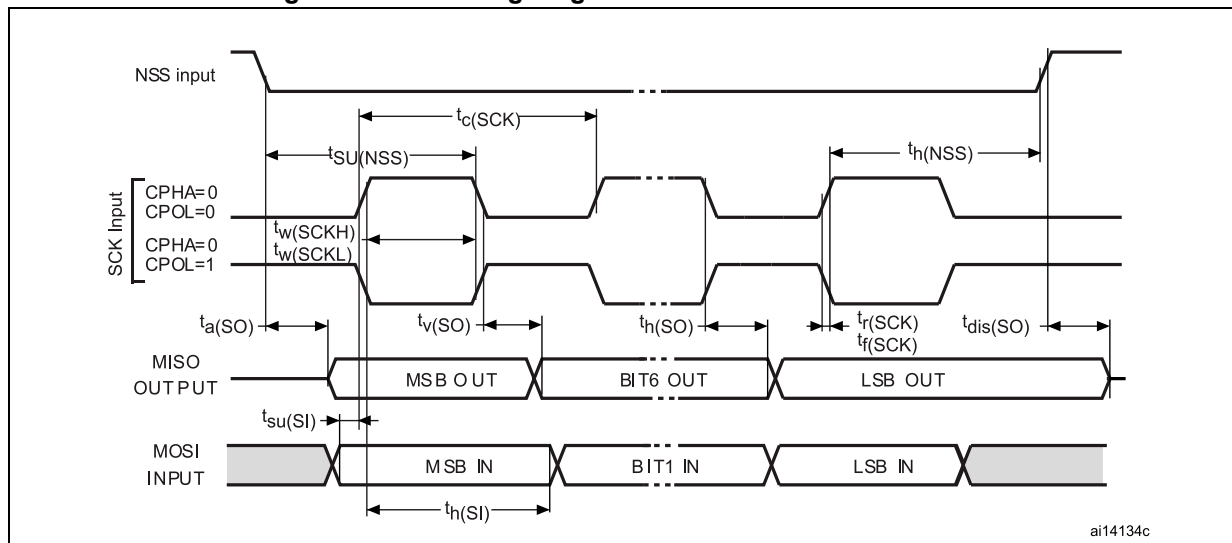 NSS input
tc(SCK)
tSU(NSS)
th(NSS)
SCK Input
CPHA=0
CPOL=0
tw(SCKH)
CPHA=0
tw(SCKL)
CPOL=1
ta(SO)
tv(SO)
th(SO)
tr(SCK)
tf(SCK)
tdis(SO)
MISO
OUTPUT
MSB OUT
BIT6 OUT
LSB OUT
tsu(SI)
MOSI
INPUT
MSB IN
BIT1 IN
LSB IN
th(SI)
ai14134c